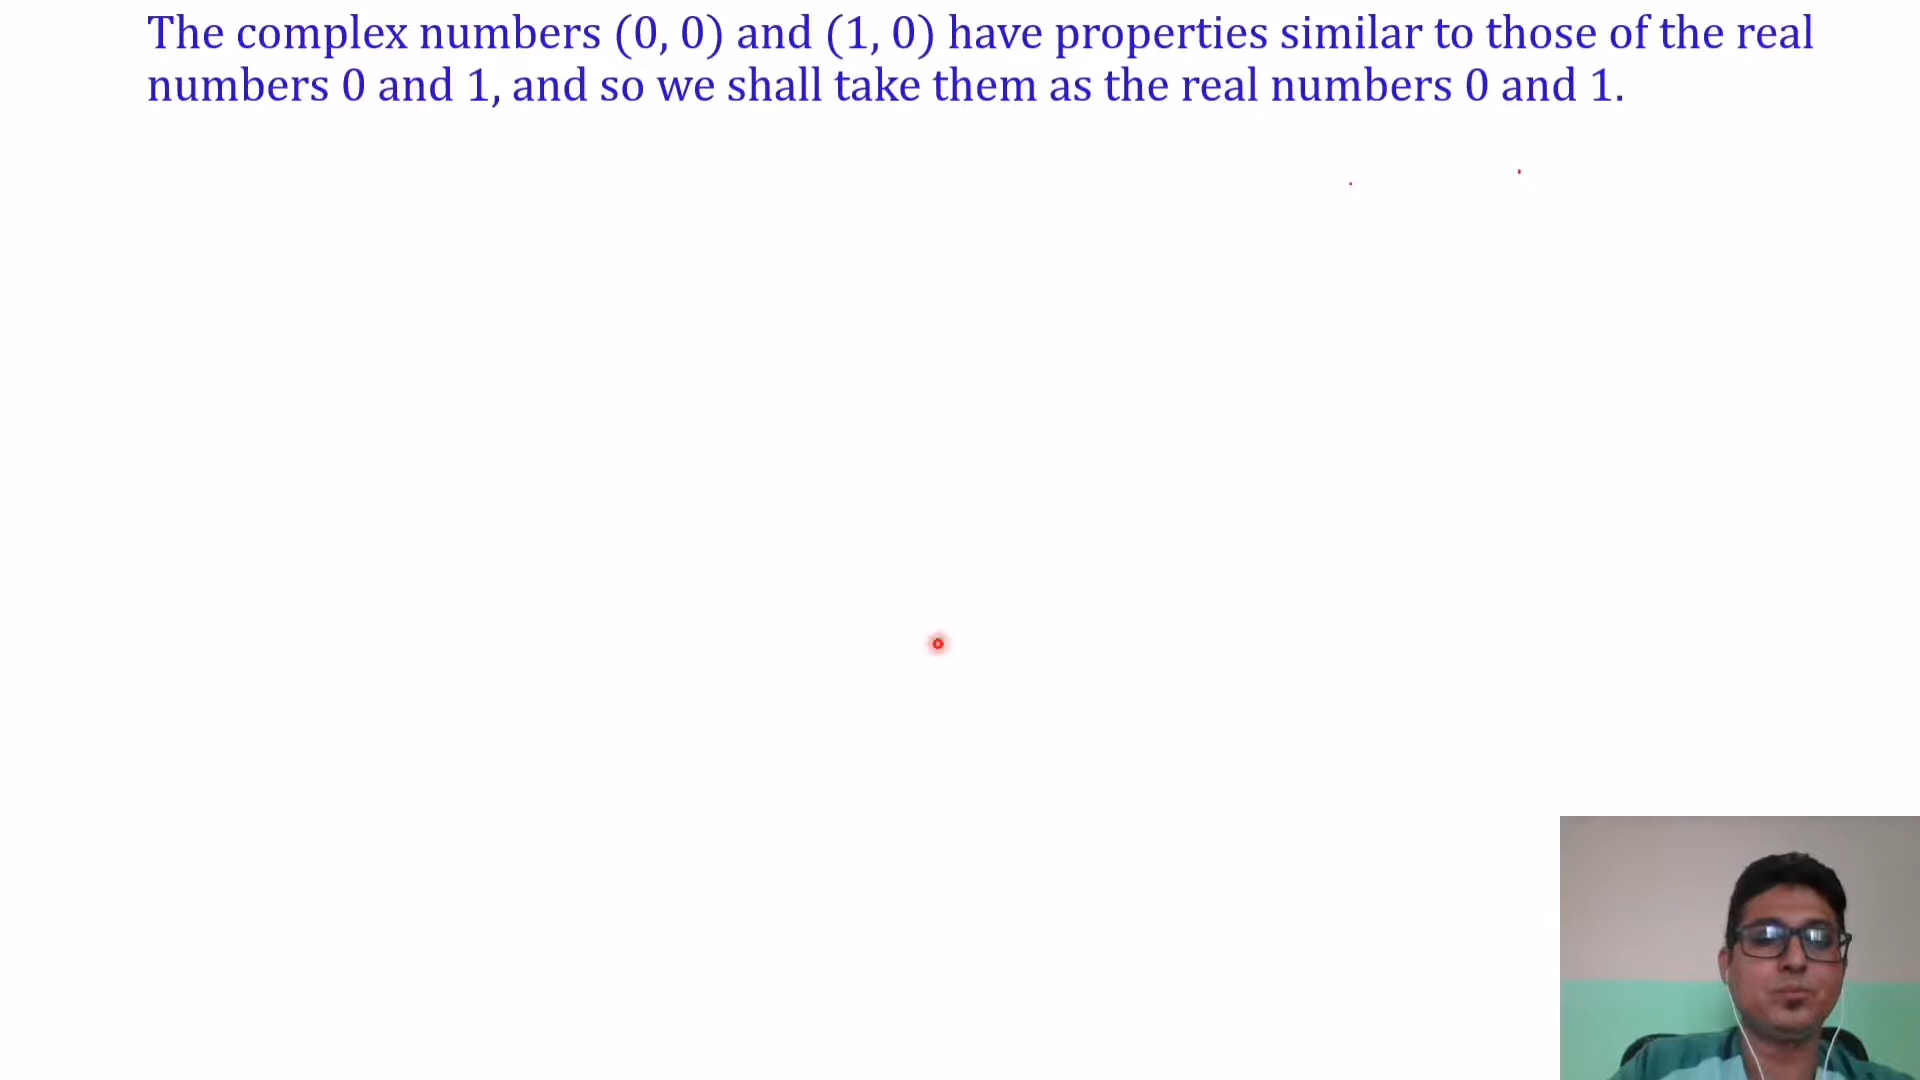 The complex numbers (0, 0) and (1, 0) have properties similar to those of the real
numbers 0 and 1, and so we shall take them as the real numbers 0 and 1.